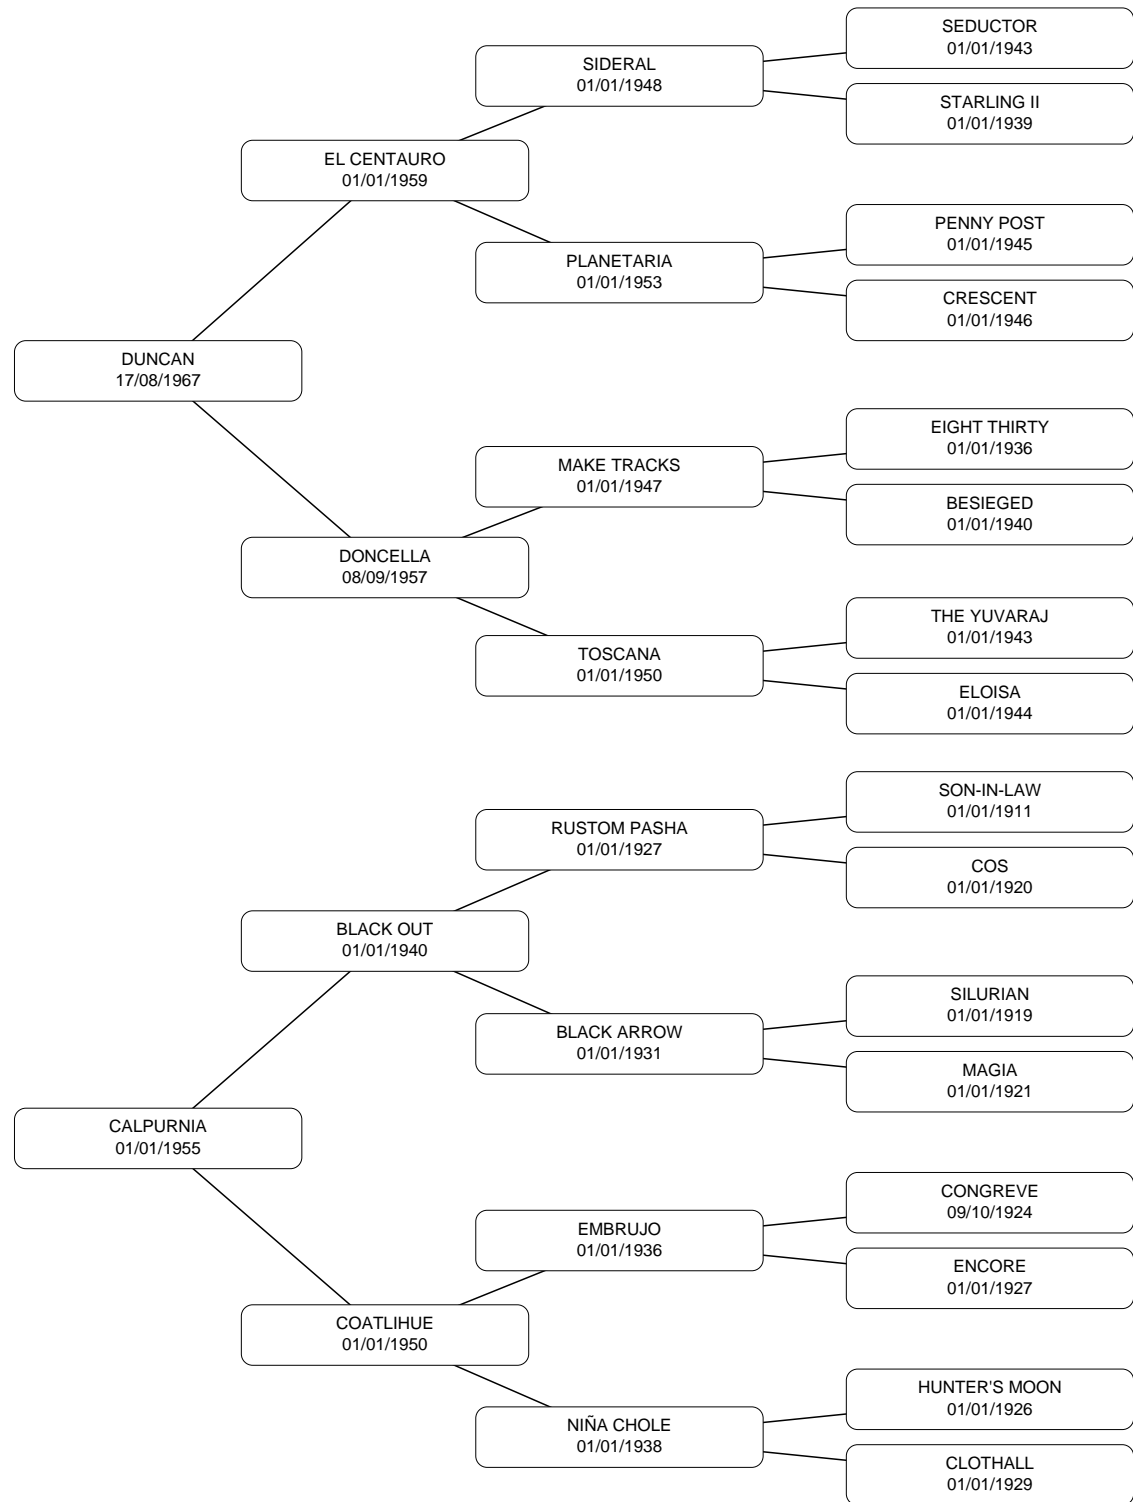 SEDUCTOR
01/01/1943
SIDERAL
01/01/1948
STARLING II
01/01/1939
EL CENTAURO
01/01/1959
PENNY POST
01/01/1945
PLANETARIA
01/01/1953
CRESCENT
01/01/1946
DUNCAN
17/08/1967
EIGHT THIRTY
01/01/1936
MAKE TRACKS
01/01/1947
BESIEGED
01/01/1940
DONCELLA
08/09/1957
THE YUVARAJ
01/01/1943
TOSCANA
01/01/1950
ELOISA
01/01/1944
SON-IN-LAW
01/01/1911
RUSTOM PASHA
01/01/1927
COS
01/01/1920
BLACK OUT
01/01/1940
SILURIAN
01/01/1919
BLACK ARROW
01/01/1931
MAGIA
01/01/1921
CALPURNIA
01/01/1955
CONGREVE
09/10/1924
EMBRUJO
01/01/1936
ENCORE
01/01/1927
COATLIHUE
01/01/1950
HUNTER'S MOON
01/01/1926
NIÑA CHOLE
01/01/1938
CLOTHALL
01/01/1929